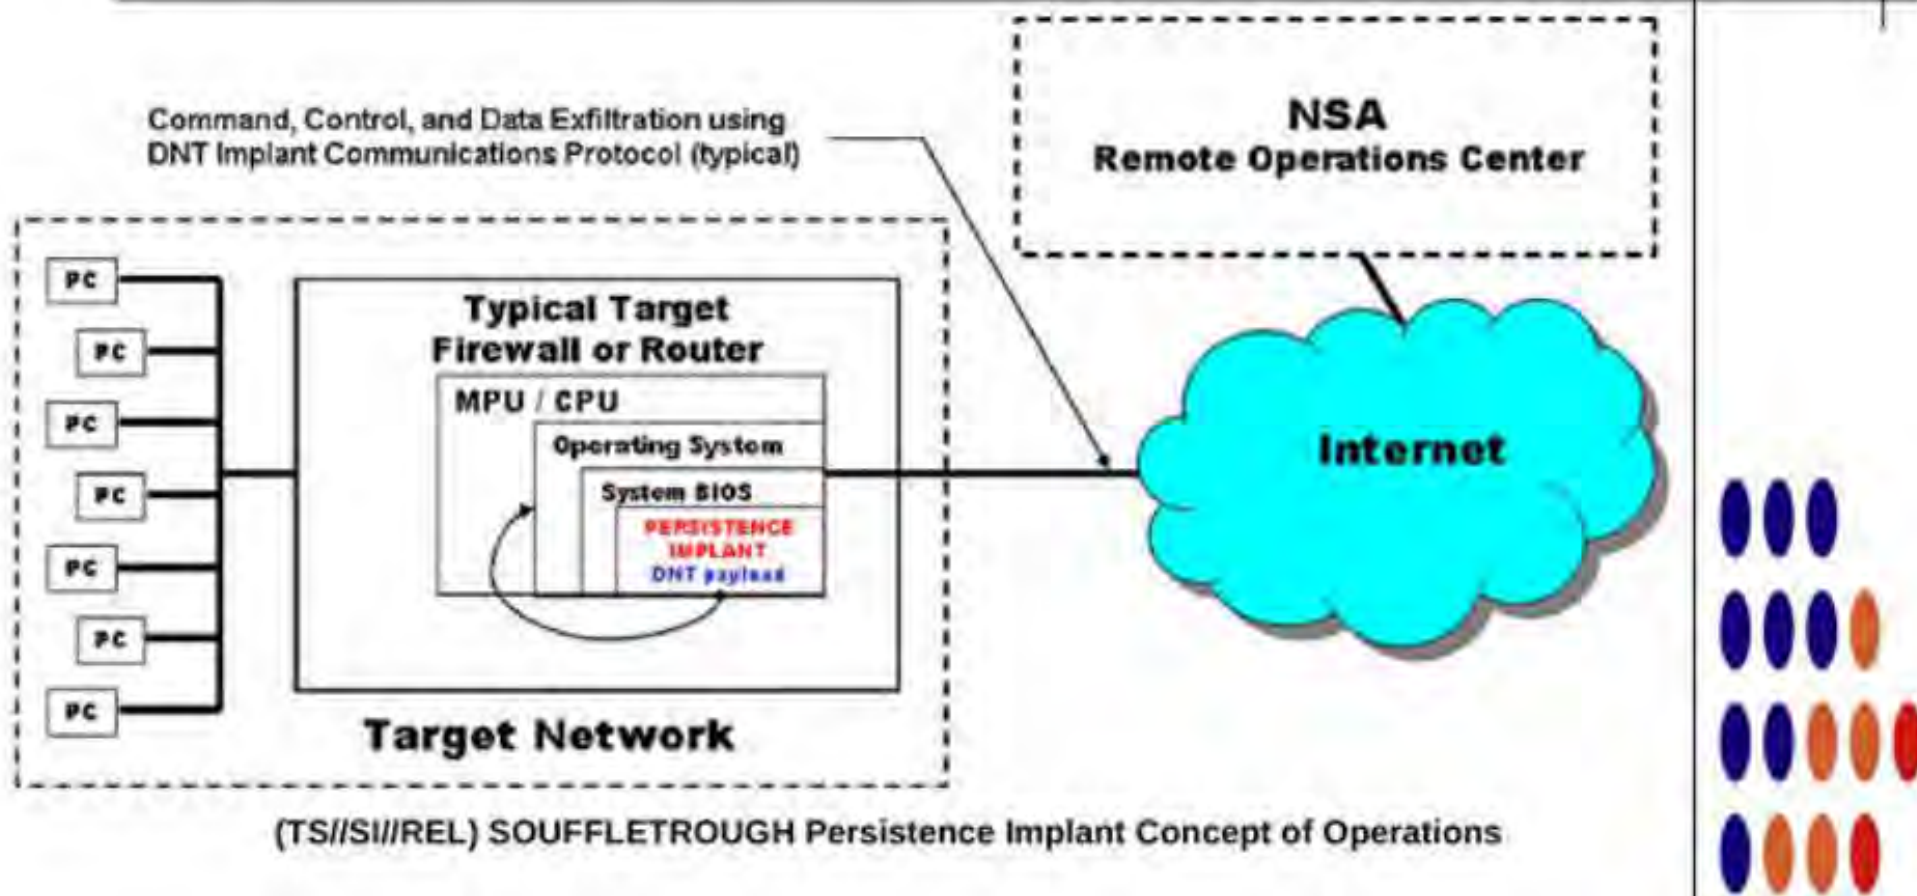 Command, Control, and Data Exfiltration using
DNT Implant Communications Protocol (typical)
NSA
Remote Operations Center
PC
PC
PC
PC
PC
PC
PC
Typical Target
Firewall or Router
MPU / CPU
Operating System
System BIOS
PERSISTENCE
IMPLANT
DNT payload
Internet
Target Network
(TS//SI//REL) SOUFFLETROUGH Persistence Implant Concept of Operations